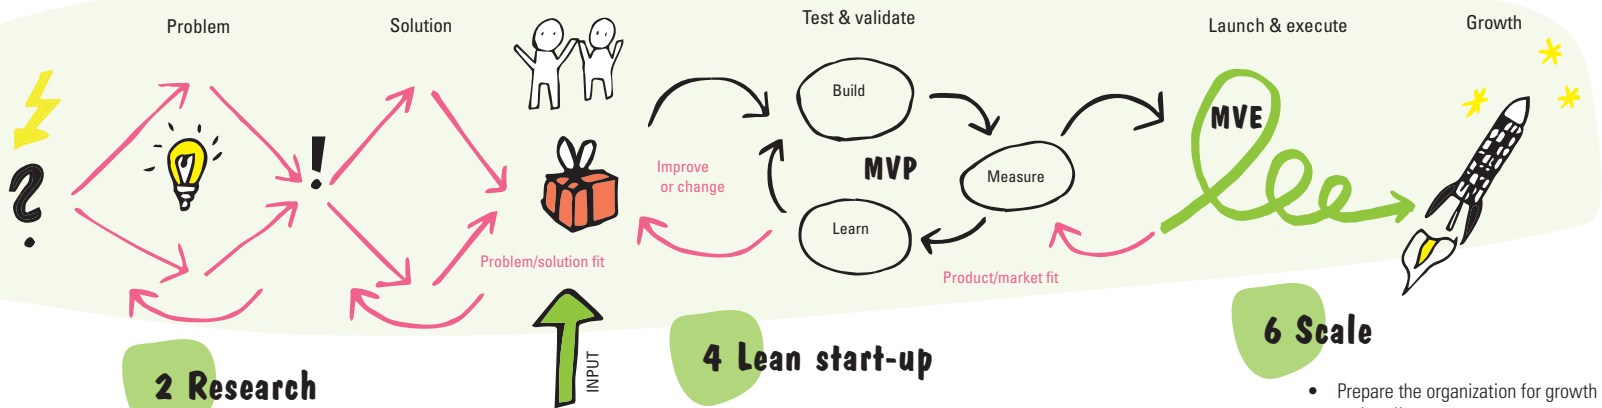 Problem
Solution
Test & validate
Launch & execute
Growth
?
!
Build
MVP
Measure
Learn
MVE
Improve
or change
Problem/solution fit
Product/market fit
INPUT
2 Research
4 Lean start-up
6 Scale
• Prepare the organization for growth